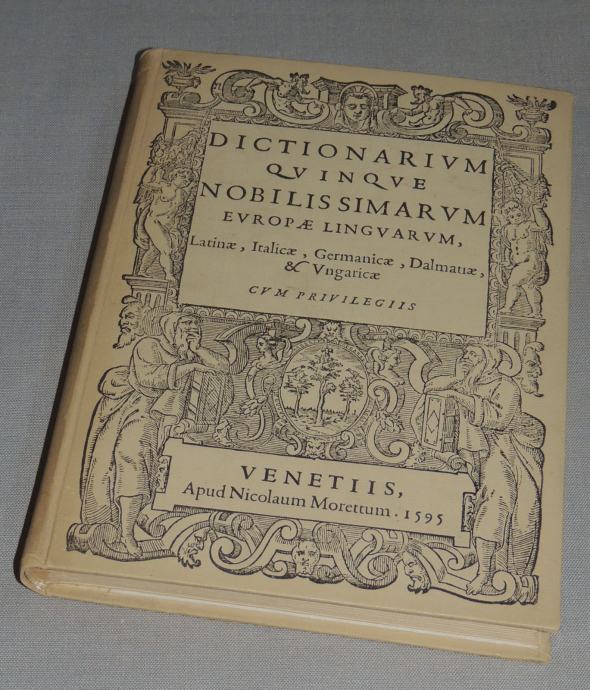 DICTIONARIVM
QVINQVE
NOBILISSIMARVM
EVROPÆ LINGVARVM,
Latinæ, Italicæ, Germanicæ, Dalmatiæ,
& Vngaricæ
CVM PRIVILEGIIS
VENETIIS,
Apud Nicolaum Morettum. 1595